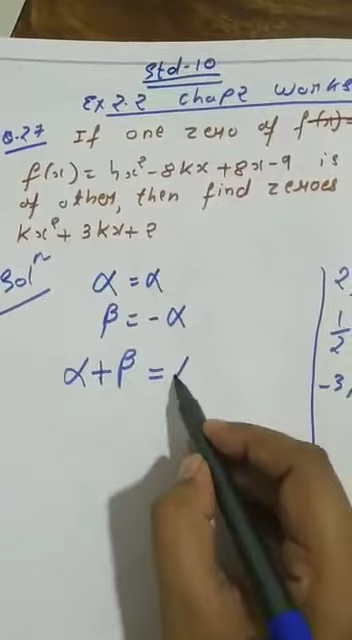 Std-10
Ex 2.2 Chap 2 Works
Q.27 If one zero of f(x)=
f(x) = 4x² - 8kx + 8x - 9 is
of other, then find zeroes
kx² + 3kx + 2
Solⁿ
α = α
β = -α
α + β =
2
1/2
-3,